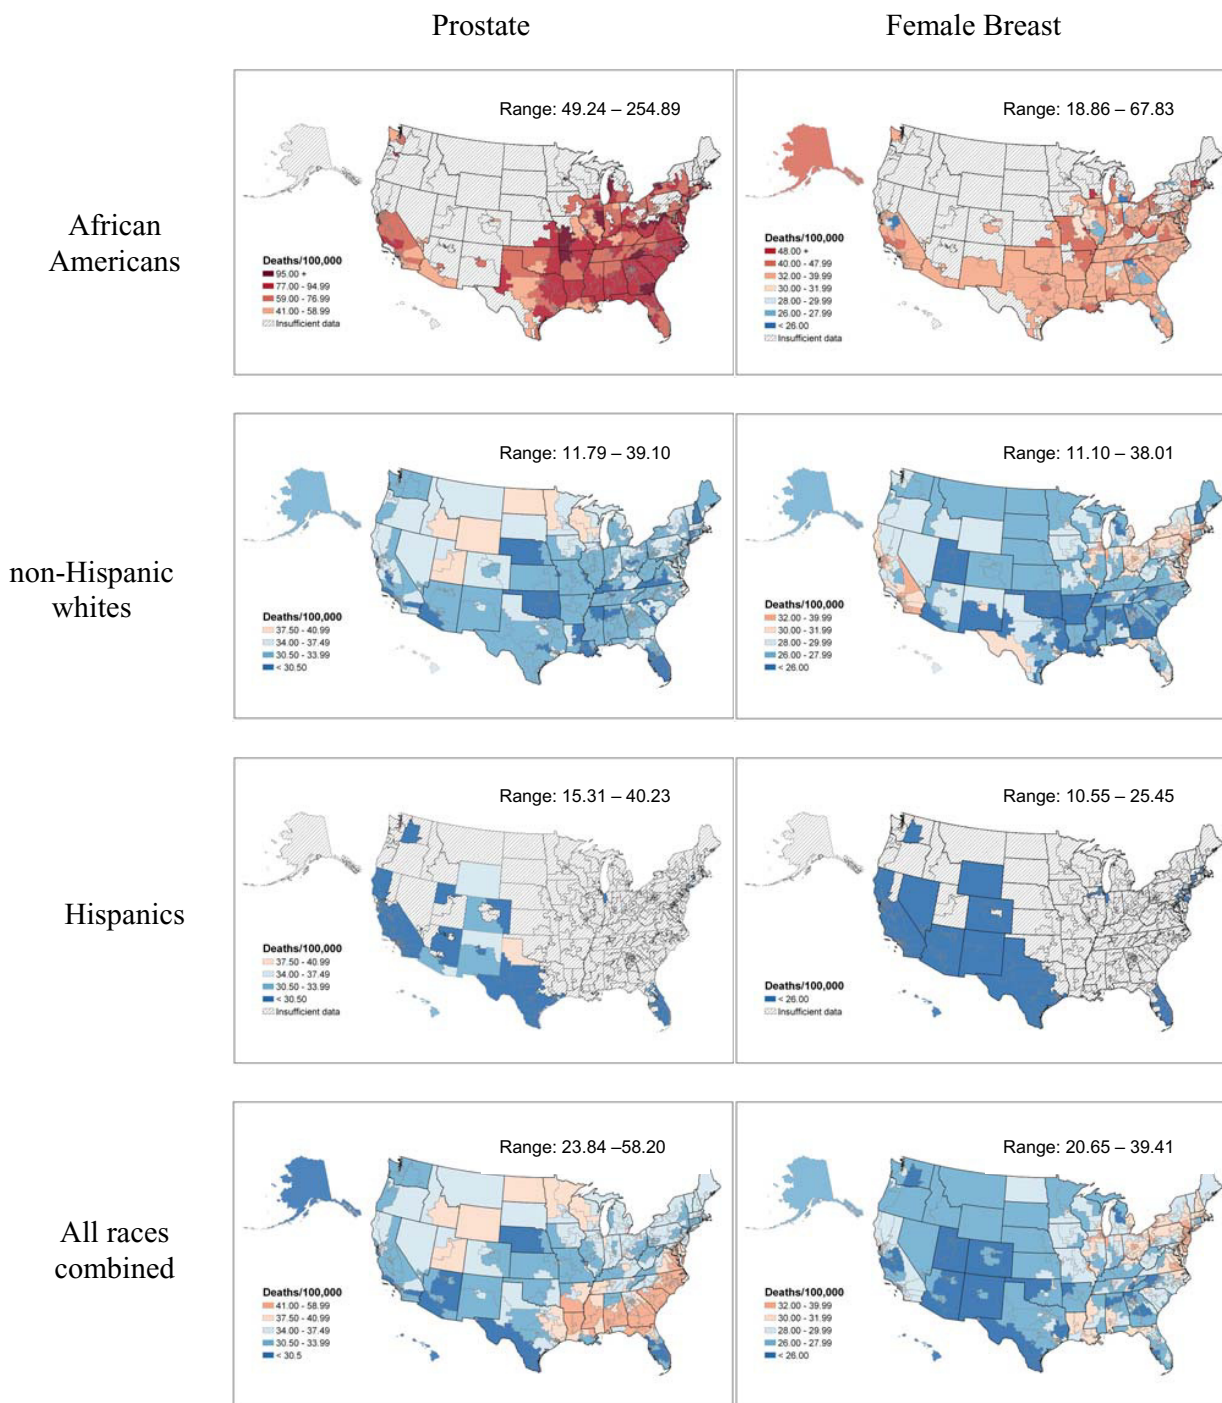 Prostate
Female Breast
African
Americans
Range: 49.24 – 254.89
Deaths/100,000
95.00 +
77.00 - 94.99
59.00 - 76.99
41.00 - 58.99
Insufficient data
Range: 18.86 – 67.83
Deaths/100,000
48.00 +
40.00 - 47.99
32.00 - 39.99
30.00 - 31.99
28.00 - 29.99
26.00 - 27.99
< 26.00
Insufficient data
non-Hispanic
whites
Range: 11.79 – 39.10
Deaths/100,000
37.50 - 40.99
34.00 - 37.49
30.50 - 33.99
< 30.50
Range: 11.10 – 38.01
Deaths/100,000
32.00 - 39.99
30.00 - 31.99
28.00 - 29.99
26.00 - 27.99
< 26.00
Hispanics
Range: 15.31 – 40.23
Deaths/100,000
37.50 - 40.99
34.00 - 37.49
30.50 - 33.99
< 30.50
Insufficient data
Range: 10.55 – 25.45
Deaths/100,000
< 26.00
Insufficient data
All races
combined
Range: 23.84 –58.20
Deaths/100,000
41.00 - 58.99
37.50 - 40.99
34.00 - 37.49
30.50 - 33.99
< 30.5
Range: 20.65 – 39.41
Deaths/100,000
32.00 - 39.99
30.00 - 31.99
28.00 - 29.99
26.00 - 27.99
< 26.00